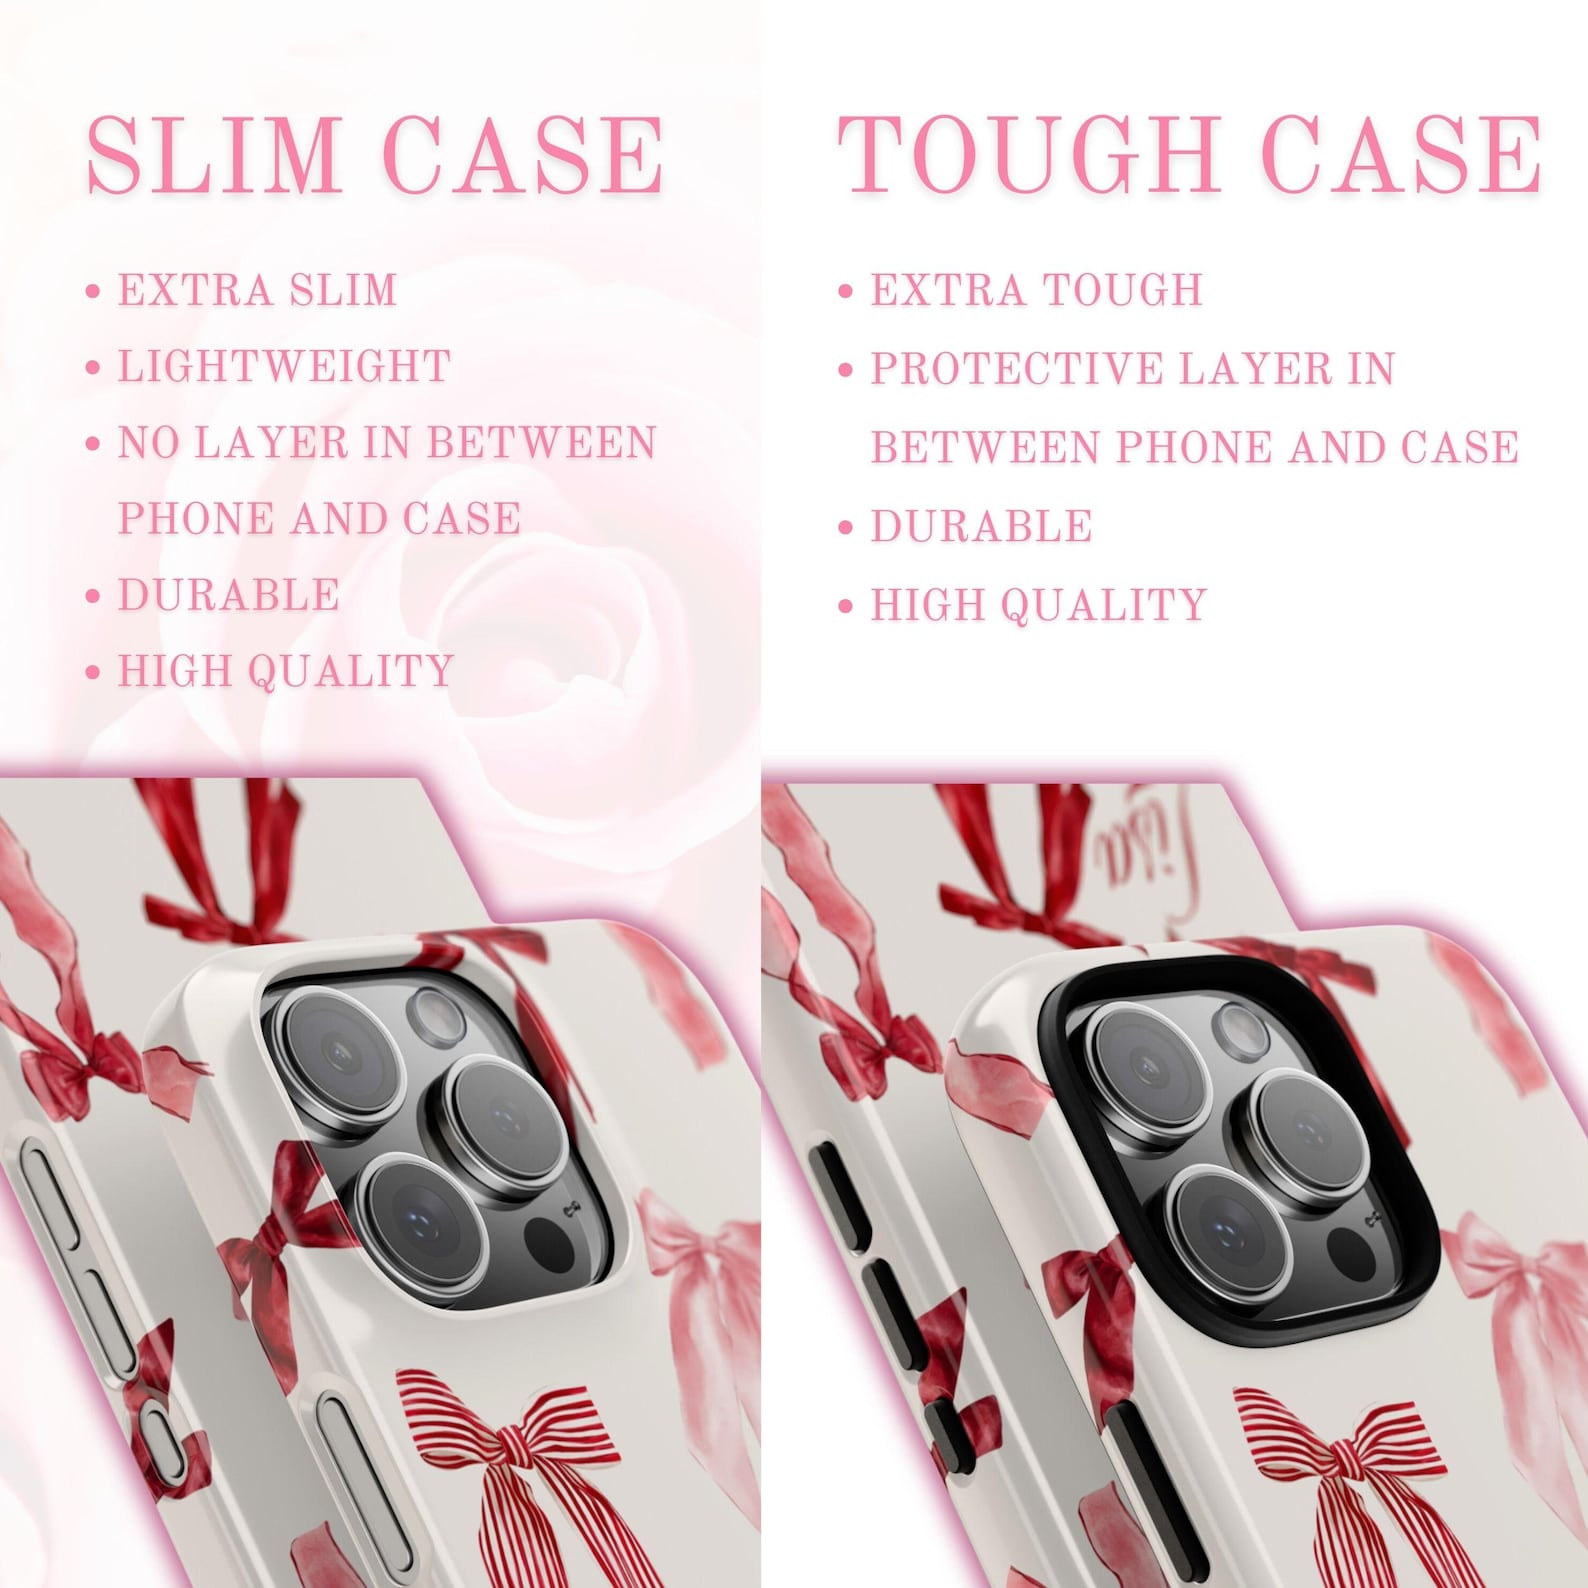 SLIM CASE
• EXTRA SLIM
• LIGHTWEIGHT
• NO LAYER IN BETWEEN
PHONE AND CASE
• DURABLE
• HIGH QUALITY
TOUGH CASE
• EXTRA TOUGH
• PROTECTIVE LAYER IN
BETWEEN PHONE AND CASE
• DURABLE
• HIGH QUALITY
Lisa